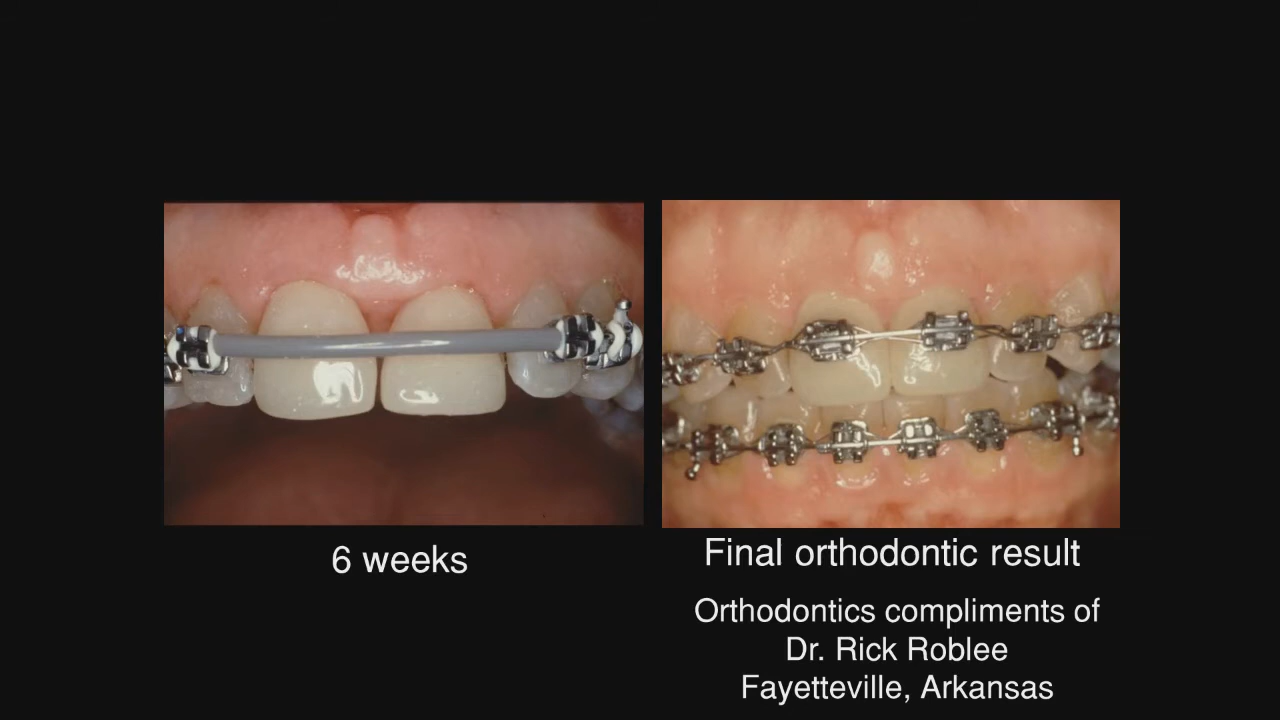 6 weeks
Final orthodontic result
Orthodontics compliments of
Dr. Rick Roblee
Fayetteville, Arkansas